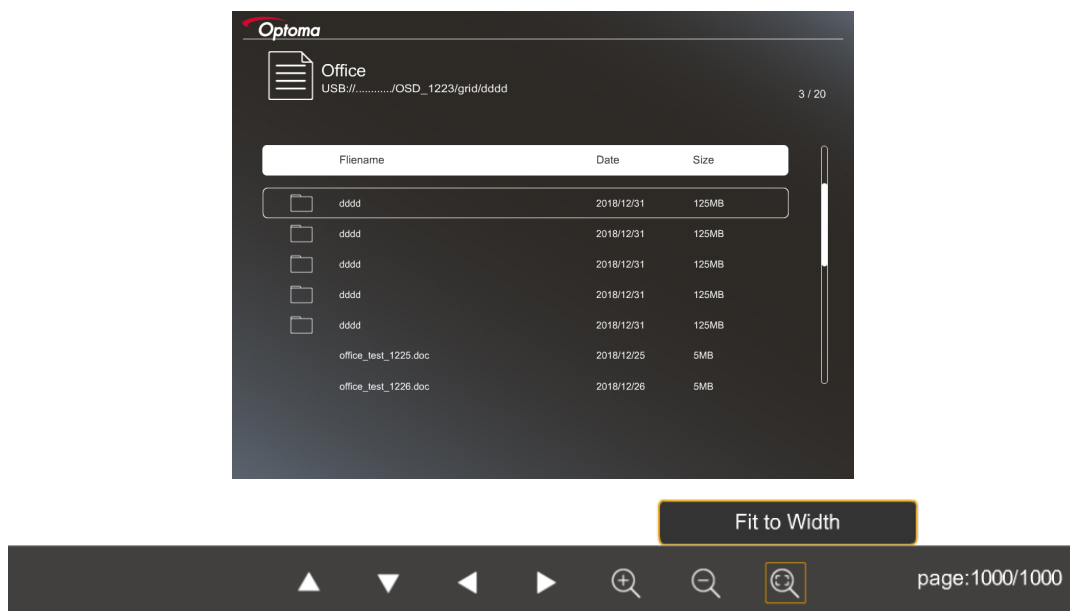 Optoma
Office
USB://.........../OSD_1223/grid/dddd
3 / 20
Fliename Date Size
dddd 2018/12/31 125MB
dddd 2018/12/31 125MB
dddd 2018/12/31 125MB
dddd 2018/12/31 125MB
dddd 2018/12/31 125MB
office_test_1225.doc 2018/12/25 5MB
office_test_1226.doc 2018/12/26 5MB
Fit to Width
page:1000/1000